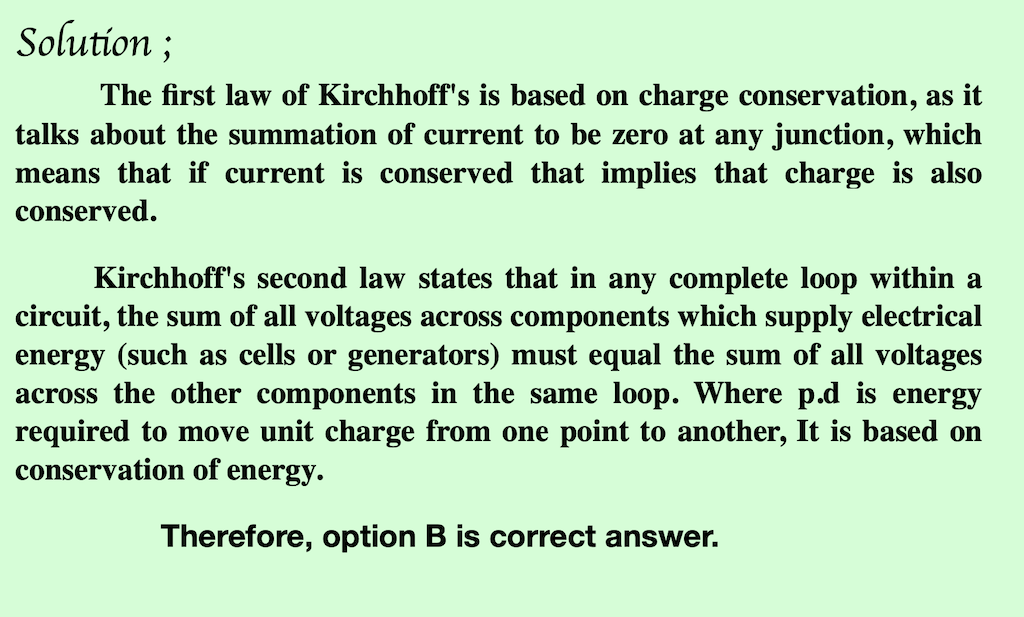 Solution ;
The first law of Kirchhoff's is based on charge conservation, as it
talks about the summation of current to be zero at any junction, which
means that if current is conserved that implies that charge is also
conserved.
Kirchhoff's second law states that in any complete loop within a
circuit, the sum of all voltages across components which supply electrical
energy (such as cells or generators) must equal the sum of all voltages
across the other components in the same loop. Where p.d is energy
required to move unit charge from one point to another, It is based on
conservation of energy.
Therefore, option B is correct answer.